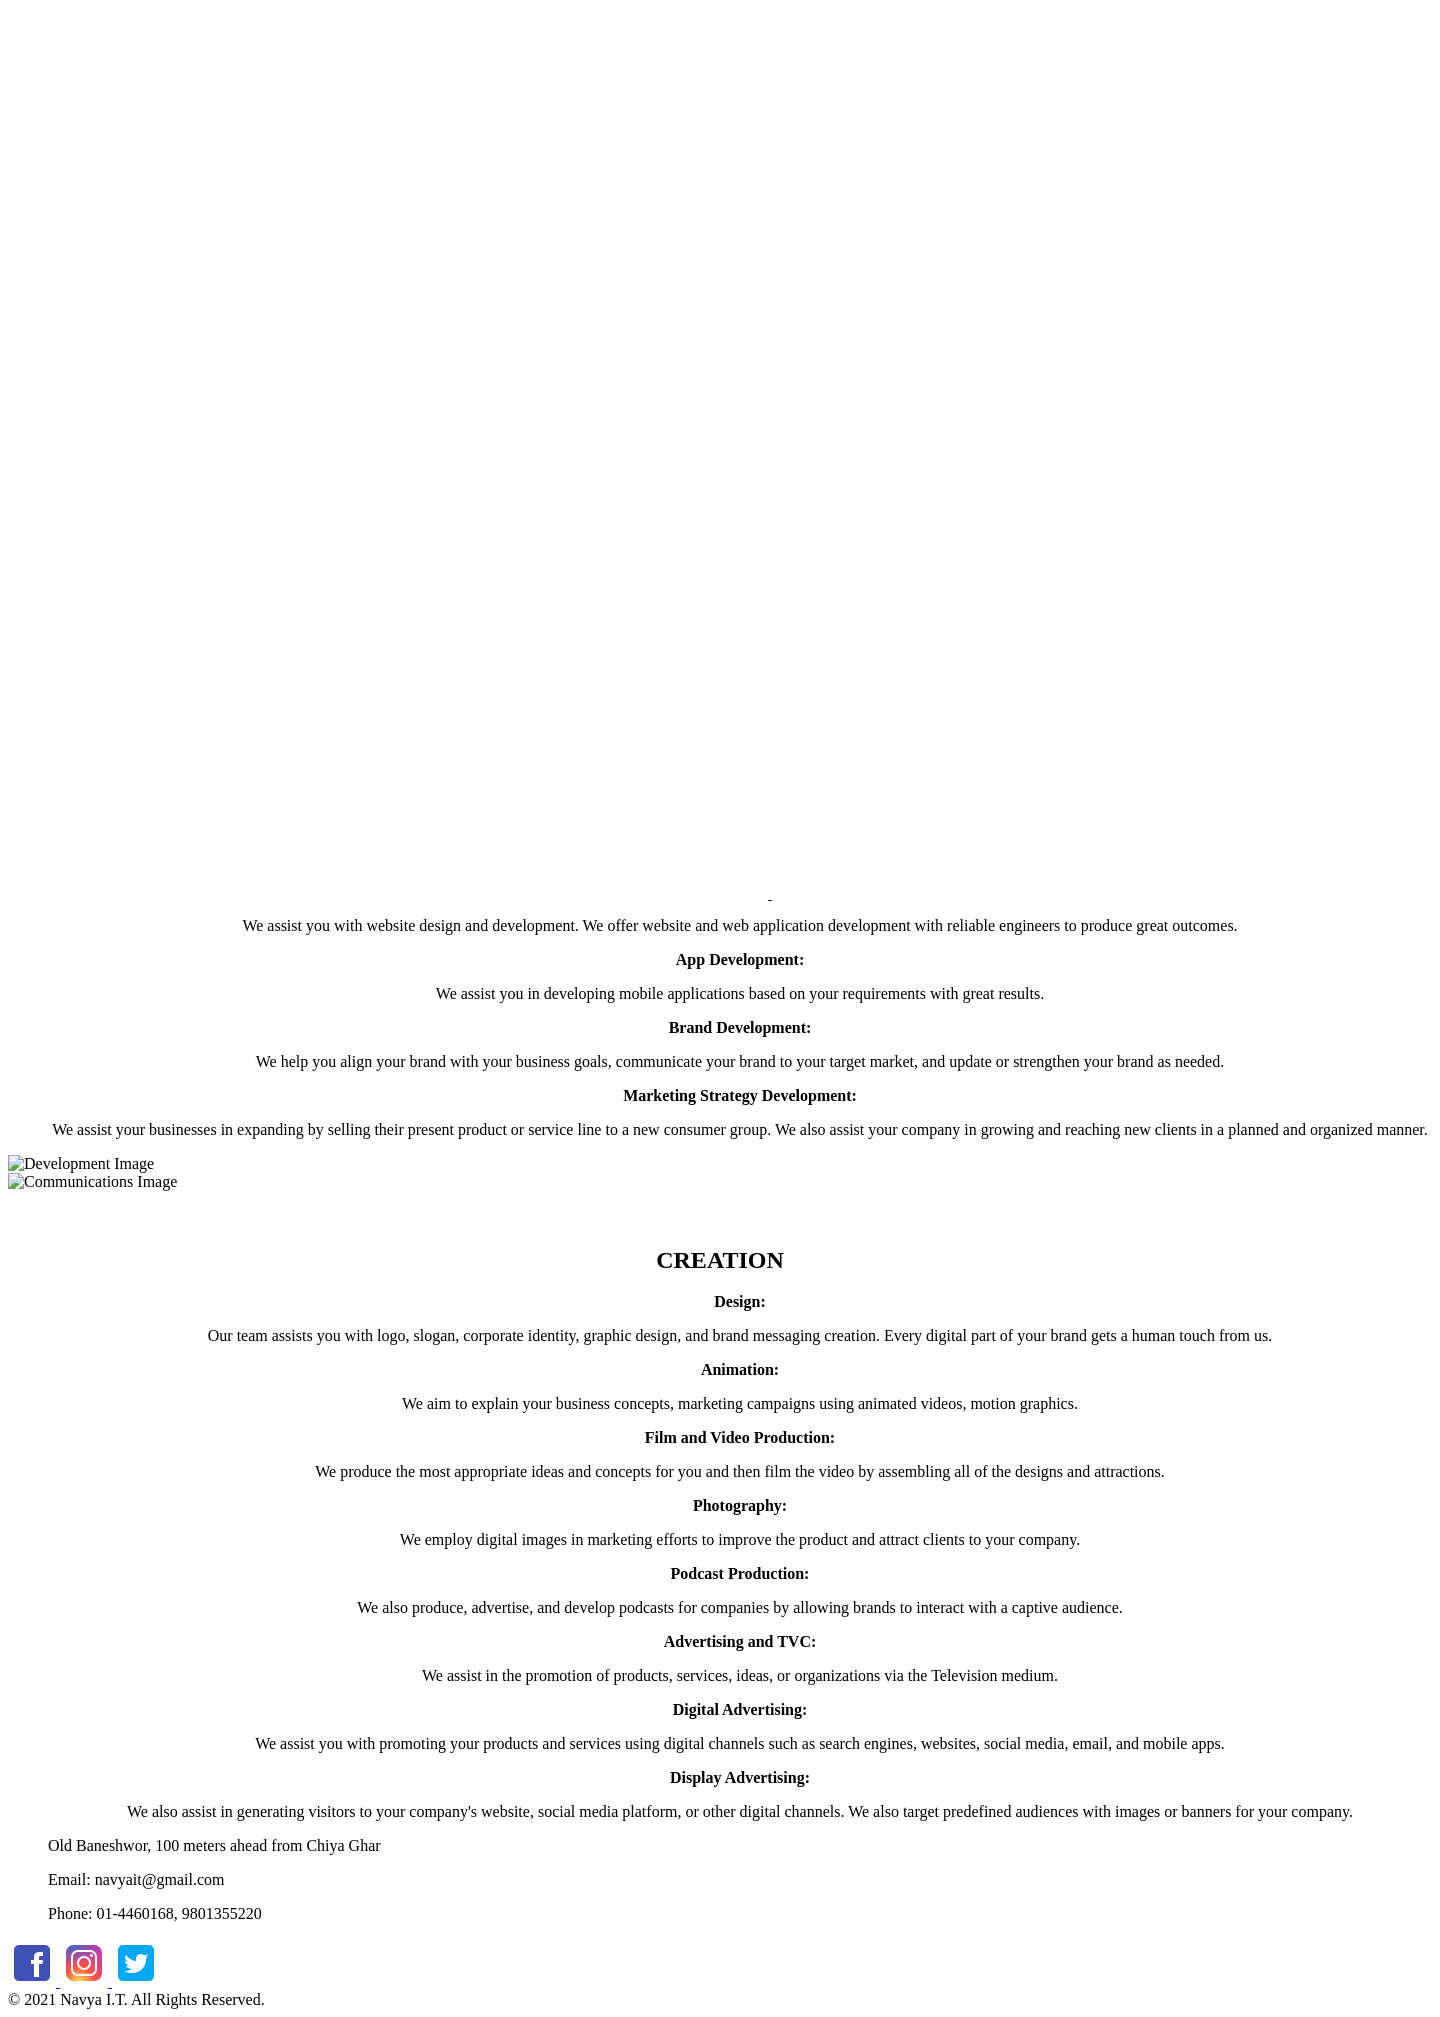 We assist you with website design and development. We offer website and web application development with reliable engineers to produce great outcomes.
App Development:
We assist you in developing mobile applications based on your requirements with great results.
Brand Development:
We help you align your brand with your business goals, communicate your brand to your target market, and update or strengthen your brand as needed.
Marketing Strategy Development:
We assist your businesses in expanding by selling their present product or service line to a new consumer group. We also assist your company in growing and reaching new clients in a planned and organized manner.
Development Image
Communications Image
CREATION
Design:
Our team assists you with logo, slogan, corporate identity, graphic design, and brand messaging creation. Every digital part of your brand gets a human touch from us.
Animation:
We aim to explain your business concepts, marketing campaigns using animated videos, motion graphics.
Film and Video Production:
We produce the most appropriate ideas and concepts for you and then film the video by assembling all of the designs and attractions.
Photography:
We employ digital images in marketing efforts to improve the product and attract clients to your company.
Podcast Production:
We also produce, advertise, and develop podcasts for companies by allowing brands to interact with a captive audience.
Advertising and TVC:
We assist in the promotion of products, services, ideas, or organizations via the Television medium.
Digital Advertising:
We assist you with promoting your products and services using digital channels such as search engines, websites, social media, email, and mobile apps.
Display Advertising:
We also assist in generating visitors to your company's website, social media platform, or other digital channels. We also target predefined audiences with images or banners for your company.
Old Baneshwor, 100 meters ahead from Chiya Ghar
Email: navyait@gmail.com
Phone: 01-4460168, 9801355220
© 2021 Navya I.T. All Rights Reserved.